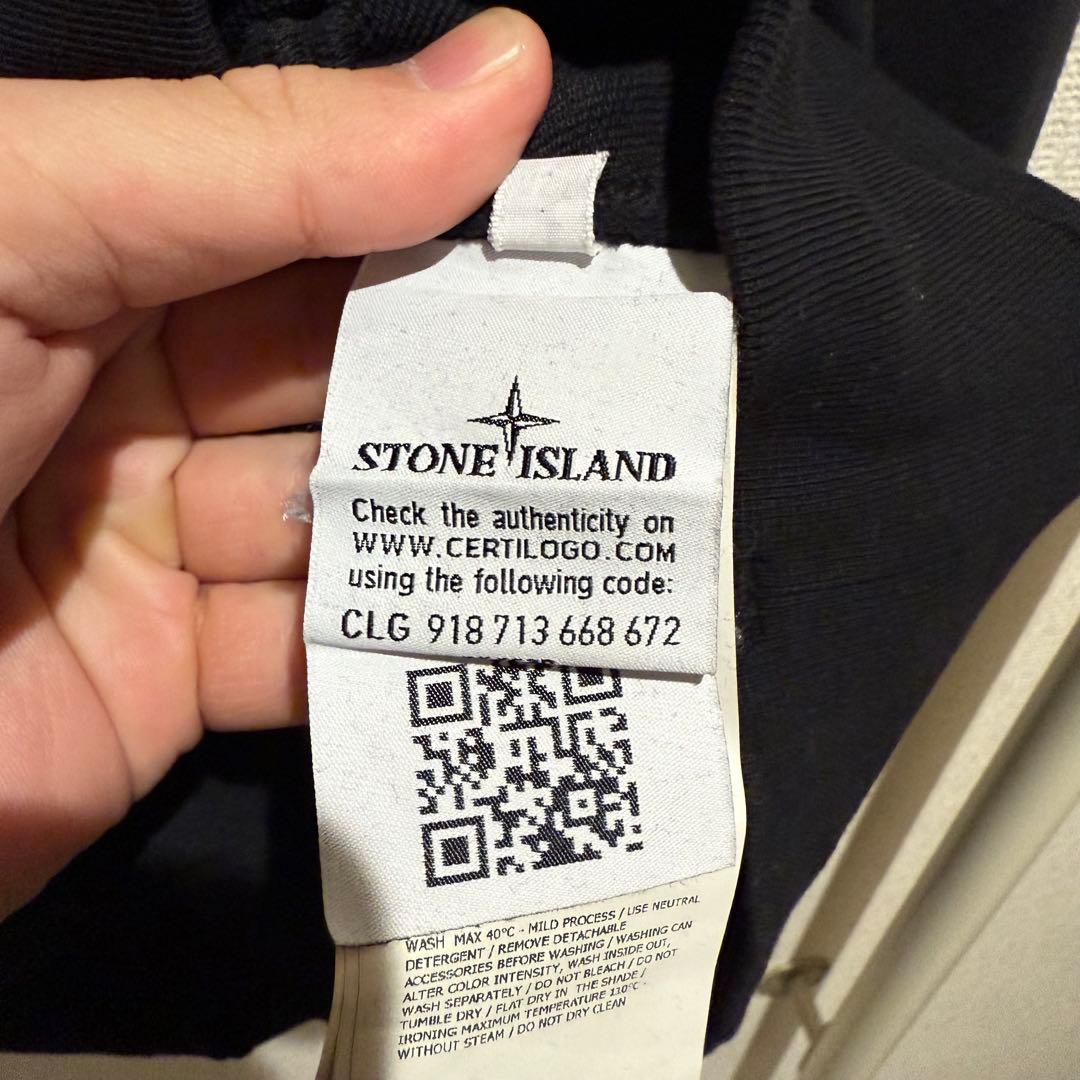 STONE ISLAND
Check the authenticity on
WWW.CERTILOGO.COM
using the following code:
CLG 918 713 668 672
WASH MAX 40°C - MILD PROCESS / USE NEUTRAL
DETERGENT / REMOVE DETACHABLE
ACCESSORIES BEFORE WASHING / WASHING CAN
ALTER COLOR INTENSITY, WASH INSIDE OUT,
WASH SEPARATELY / DO NOT BLEACH / DO NOT
TUMBLE DRY / FLAT DRY IN THE SHADE /
IRONING MAXIMUM TEMPERATURE 110°C -
WITHOUT STEAM / DO NOT DRY CLEAN